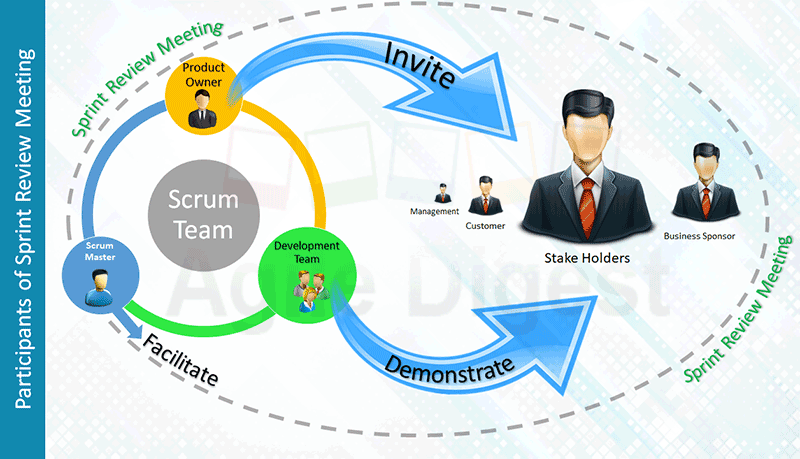 Participants of Sprint Review Meeting
Sprint Review Meeting
Product
Owner
Invite
Scrum
Team
Management
Customer
Stake Holders
Business Sponsor
Scrum
Master
Development
Team
Agile Digest
Facilitate
Demonstrate
Sprint Review Meeting